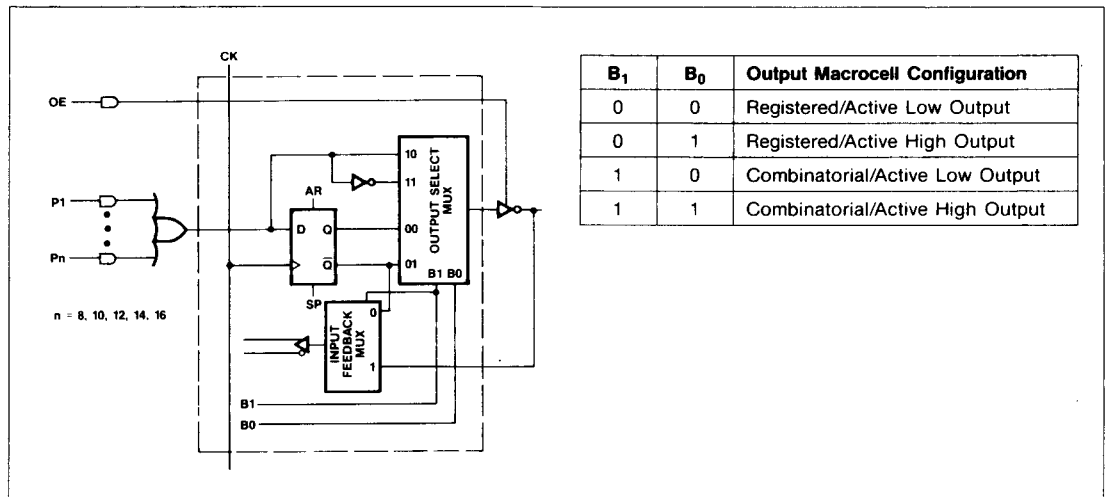 CK
OE
P1
Pn
n = 8, 10, 12, 14, 16
AR
D Q
Q̅
SP
10
11
00
01
OUTPUT SELECT
MUX
B1 B0
INPUT
FEEDBACK
MUX
0
1
B1
B0
B₁ B₀ Output Macrocell Configuration
0 0 Registered/Active Low Output
0 1 Registered/Active High Output
1 0 Combinatorial/Active Low Output
1 1 Combinatorial/Active High Output